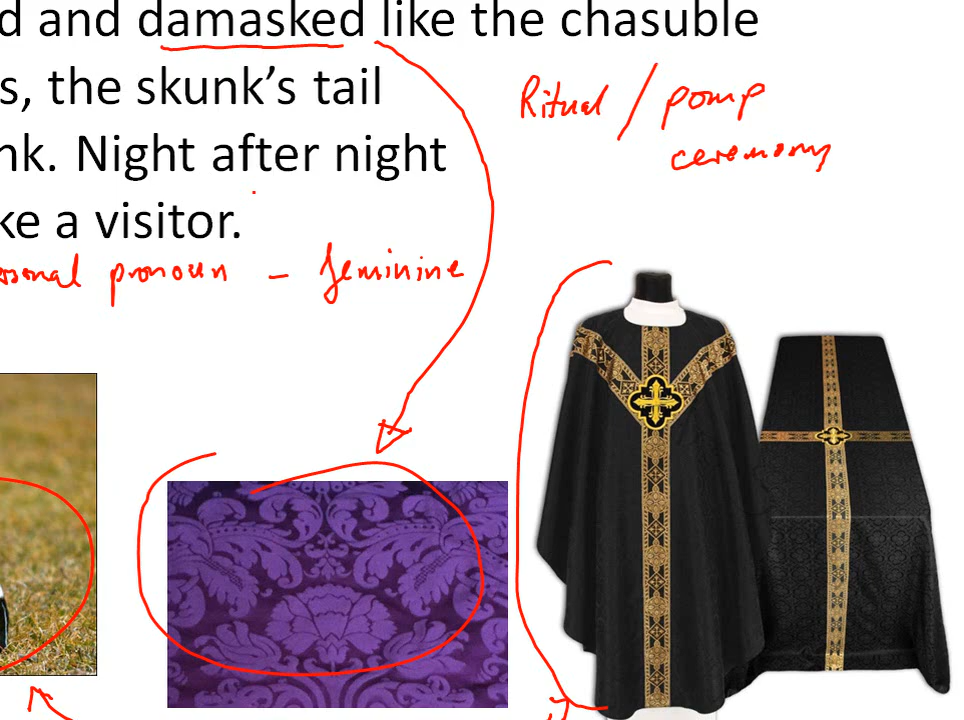 d and damasked like the chasuble
s, the skunk's tail
Ritual / pomp
ceremony
nk. Night after night
ke a visitor.
rsonal pronoun – feminine